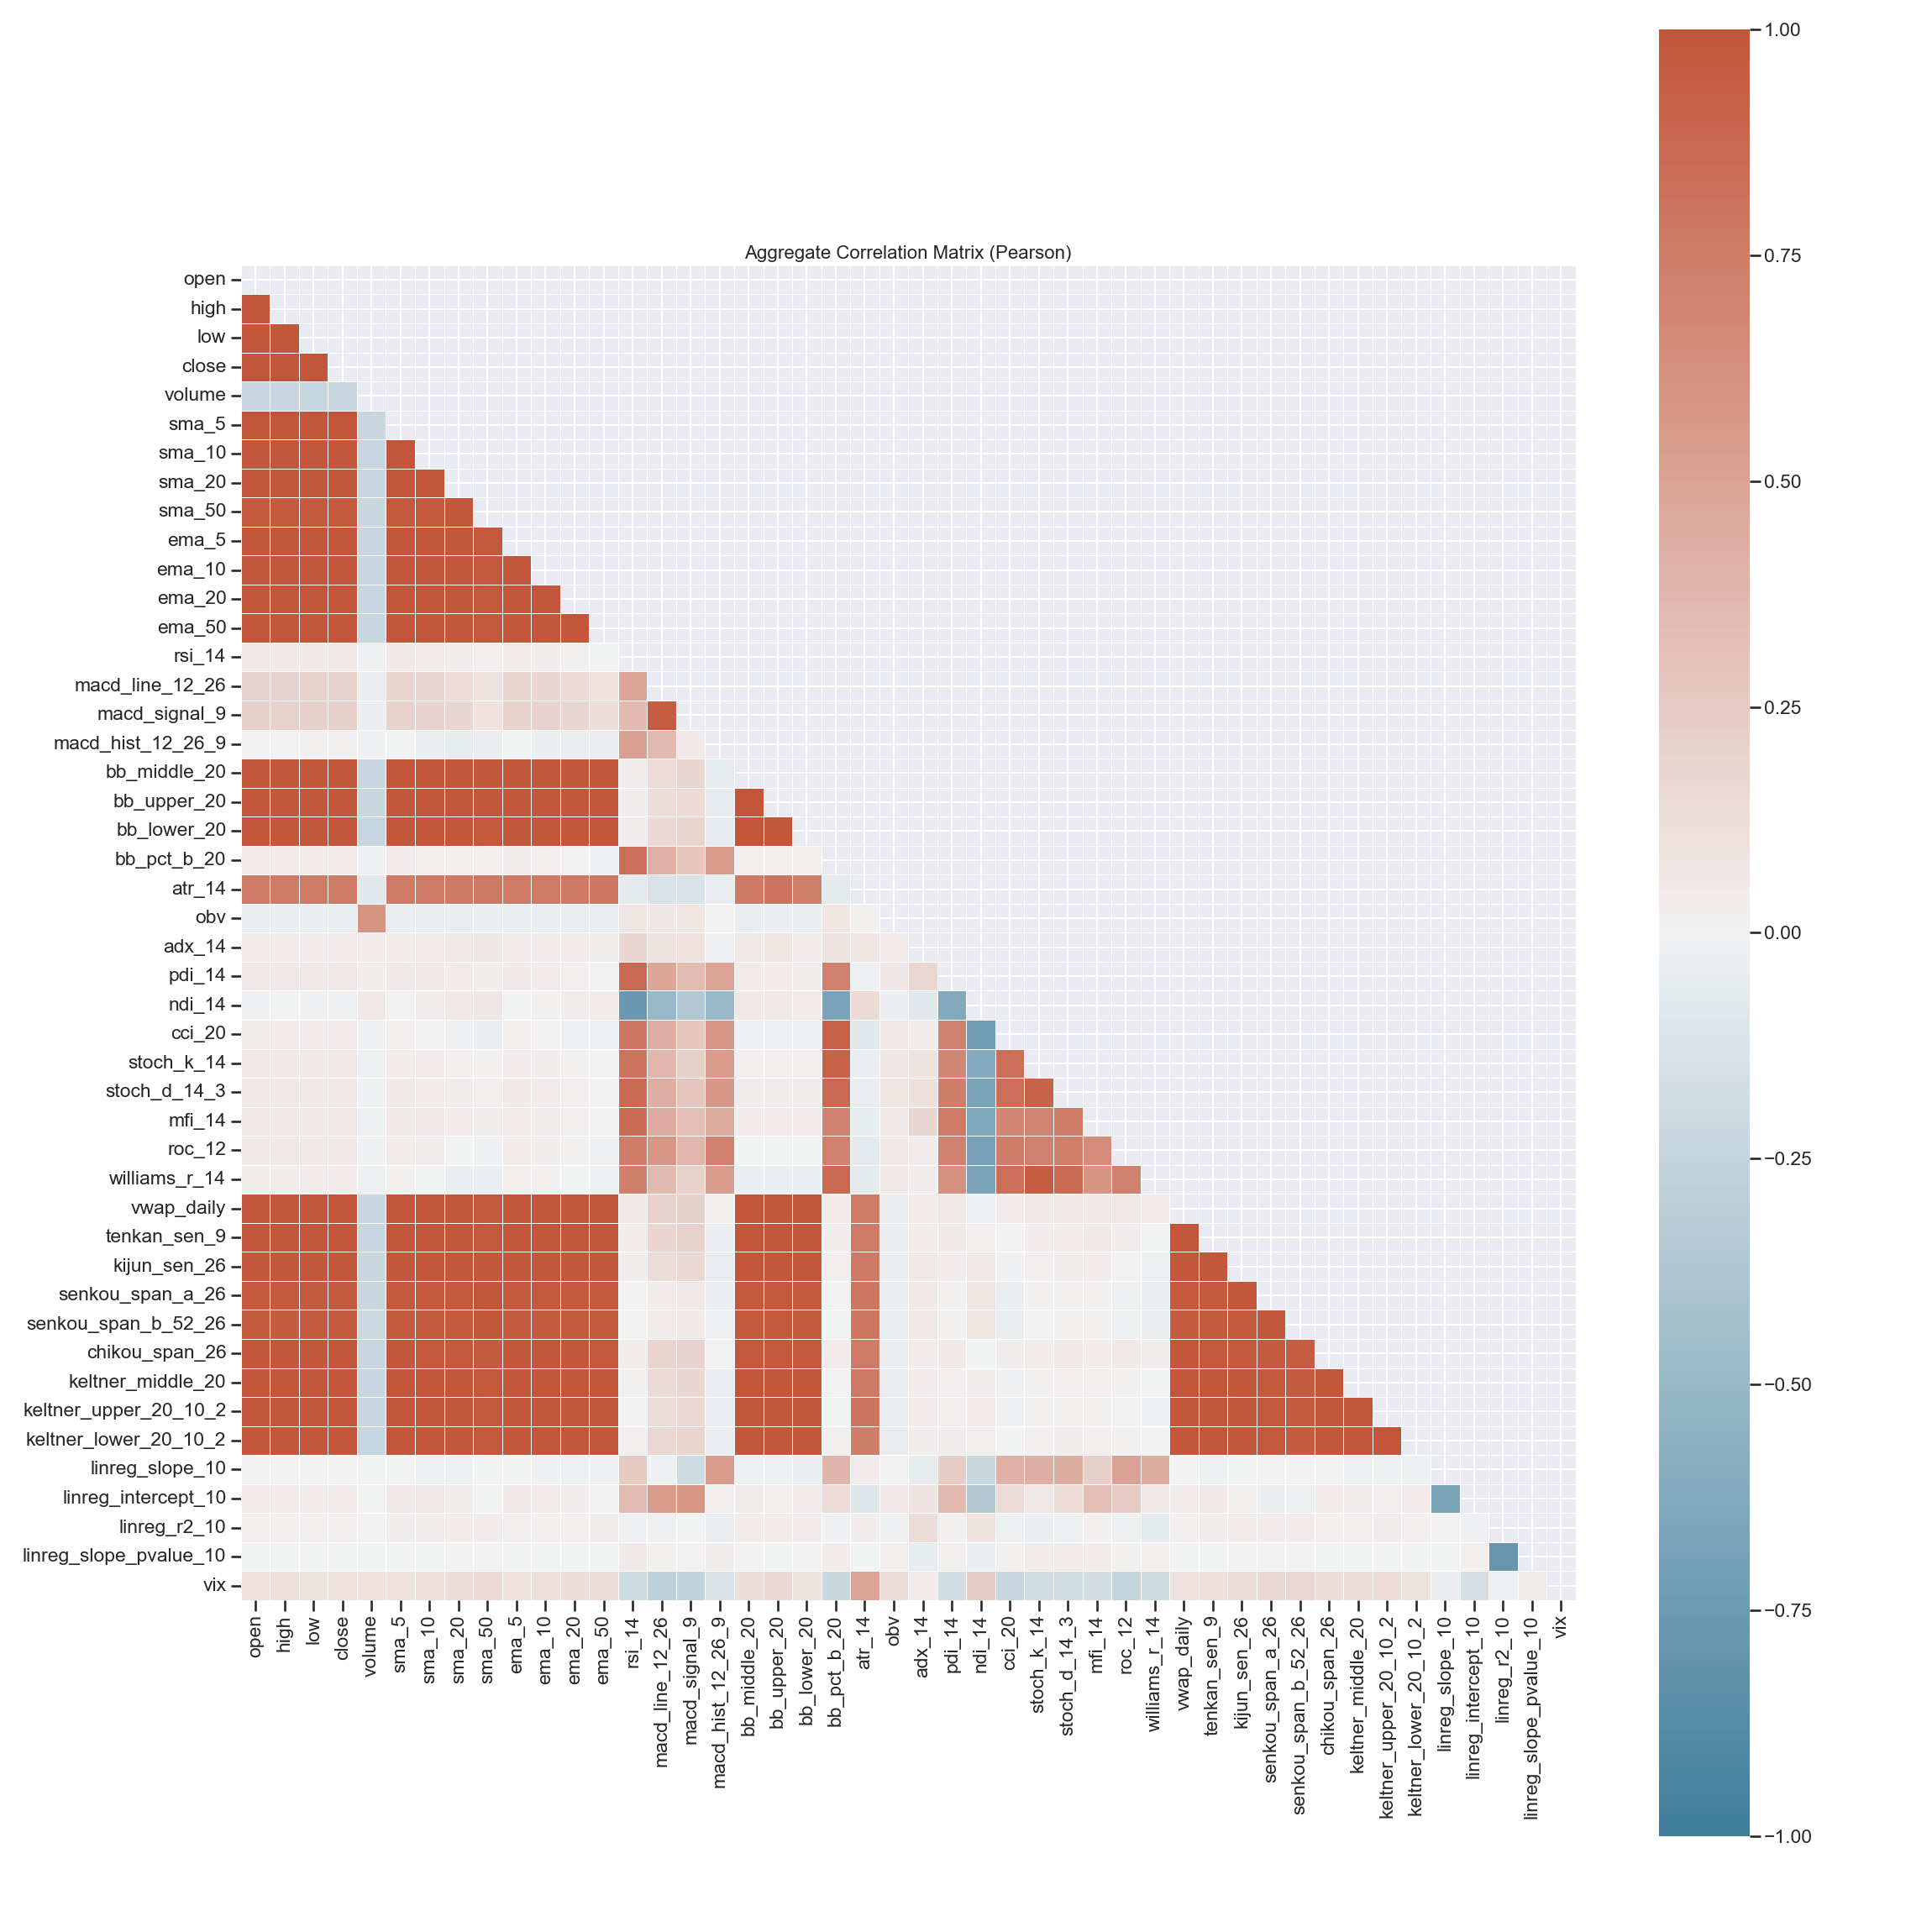 Aggregate Correlation Matrix (Pearson)
open
high
low
close
volume
sma_5
sma_10
sma_20
sma_50
ema_5
ema_10
ema_20
ema_50
rsi_14
macd_line_12_26
macd_signal_9
macd_hist_12_26_9
bb_middle_20
bb_upper_20
bb_lower_20
bb_pct_b_20
atr_14
obv
adx_14
pdi_14
ndi_14
cci_20
stoch_k_14
stoch_d_14_3
mfi_14
roc_12
williams_r_14
vwap_daily
tenkan_sen_9
kijun_sen_26
senkou_span_a_26
senkou_span_b_52_26
chikou_span_26
keltner_middle_20
keltner_upper_20_10_2
keltner_lower_20_10_2
linreg_slope_10
linreg_intercept_10
linreg_r2_10
linreg_slope_pvalue_10
vix
open
high
low
close
volume
sma_5
sma_10
sma_20
sma_50
ema_5
ema_10
ema_20
ema_50
rsi_14
macd_line_12_26
macd_signal_9
macd_hist_12_26_9
bb_middle_20
bb_upper_20
bb_lower_20
bb_pct_b_20
atr_14
obv
adx_14
pdi_14
ndi_14
cci_20
stoch_k_14
stoch_d_14_3
mfi_14
roc_12
williams_r_14
vwap_daily
tenkan_sen_9
kijun_sen_26
senkou_span_a_26
senkou_span_b_52_26
chikou_span_26
keltner_middle_20
keltner_upper_20_10_2
keltner_lower_20_10_2
linreg_slope_10
linreg_intercept_10
linreg_r2_10
linreg_slope_pvalue_10
vix
1.00
0.75
0.50
0.25
0.00
−0.25
−0.50
−0.75
−1.00